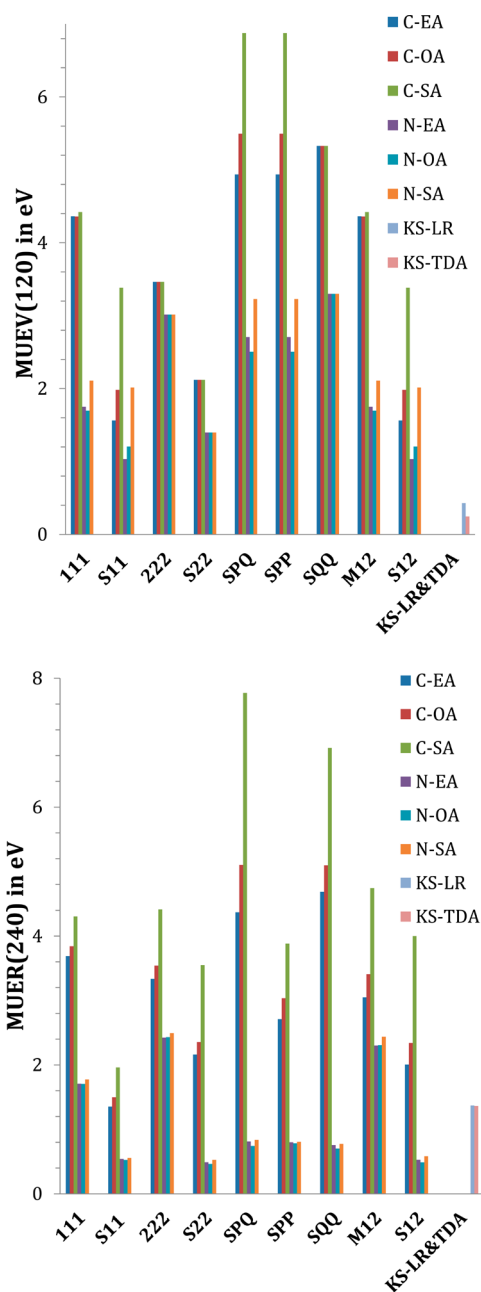 MUEV(120) in eV
6
4
2
0
C-EA
C-OA
C-SA
N-EA
N-OA
N-SA
KS-LR
KS-TDA
111
S11
222
S22
SPQ
SPP
SQQ
M12
S12
KS-LR&TDA
MUER(240) in eV
8
6
4
2
0
C-EA
C-OA
C-SA
N-EA
N-OA
N-SA
KS-LR
KS-TDA
111
S11
222
S22
SPQ
SPP
SQQ
M12
S12
KS-LR&TDA